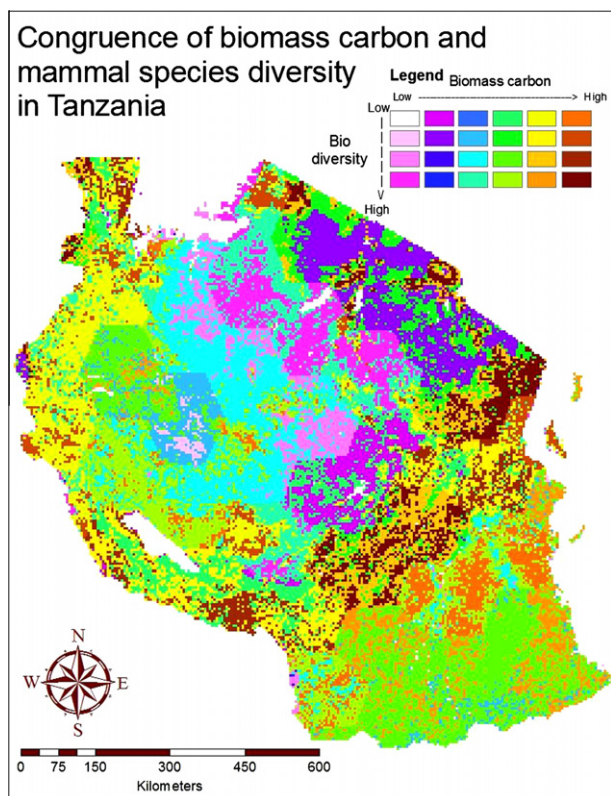 Congruence of biomass carbon and
mammal species diversity
in Tanzania
Legend Biomass carbon
Low High
Low
Bio
diversity
High
N
W E
S
0 75 150 300 450 600
Kilometers